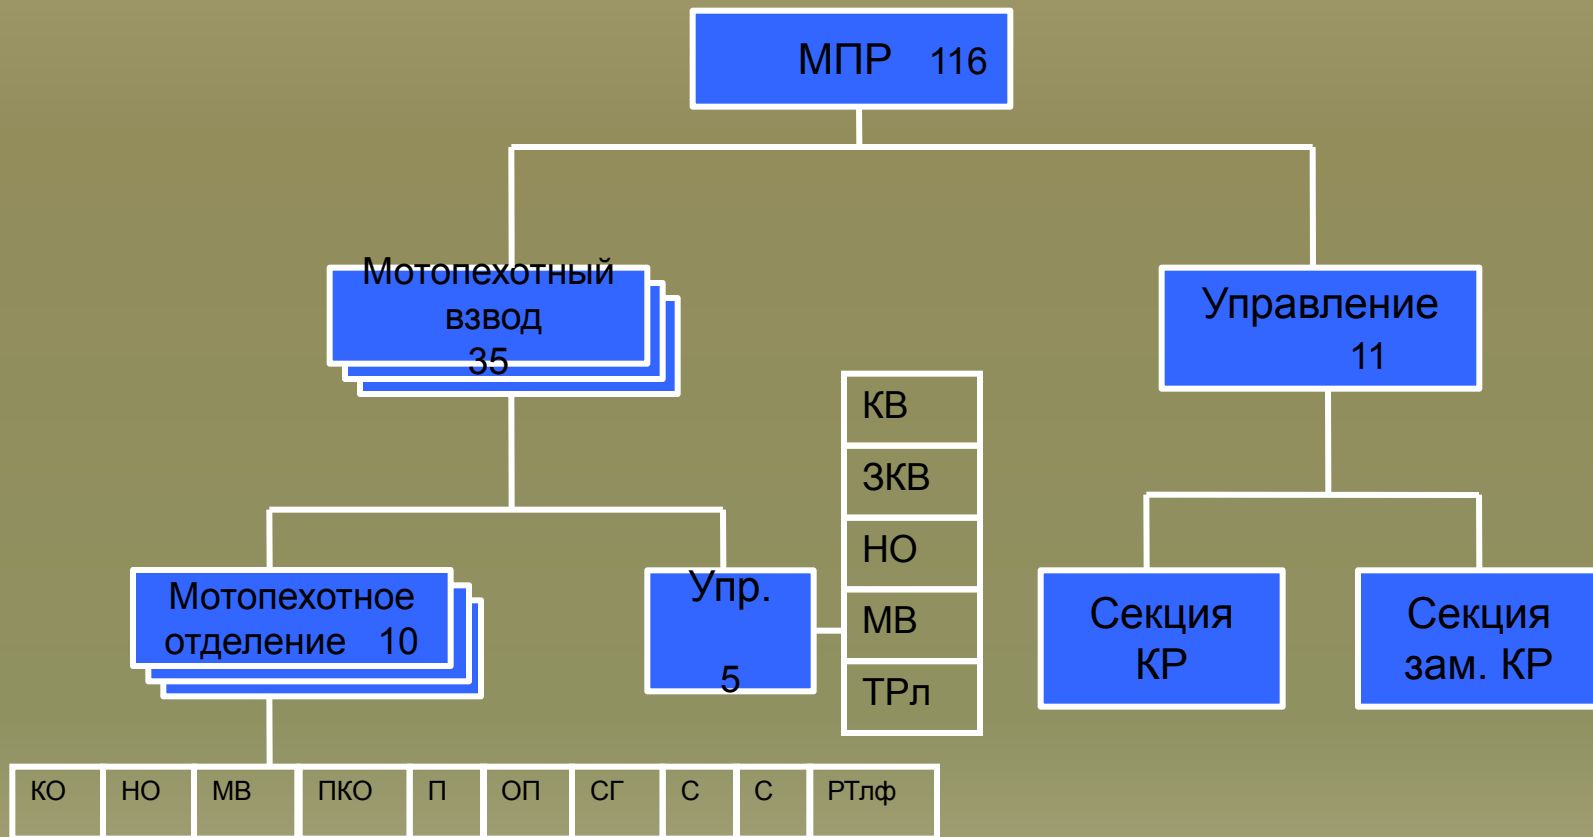 МПР 116
Мотопехотный
взвод
35
Управление
11
КВ
ЗКВ
НО
МВ
ТРл
Мотопехотное
отделение 10
Упр.
5
Секция
КР
Секция
зам. КР
КО НО МВ ПКО П ОП СГ С С РТлф